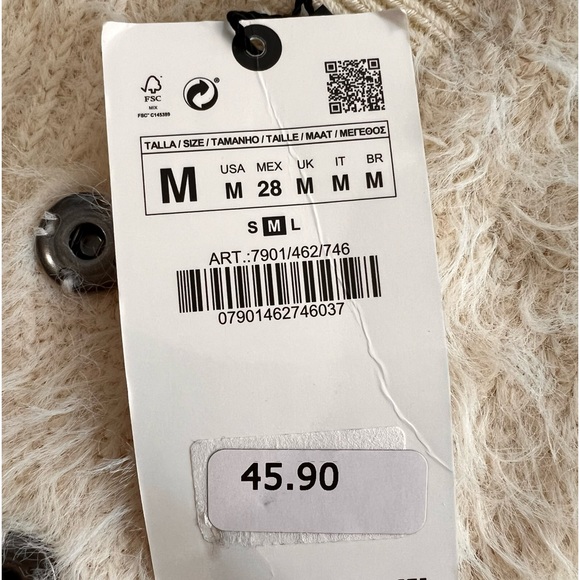 FSC
MIX
FSC® C145399
®
TALLA / SIZE / TAMANHO / TAILLE / MAAT / ΜΕΓΕΘΟΣ
USA MEX UK IT BR
M M 28 M M M
S M L
ART.:7901/462/746
07901462746037
45.90